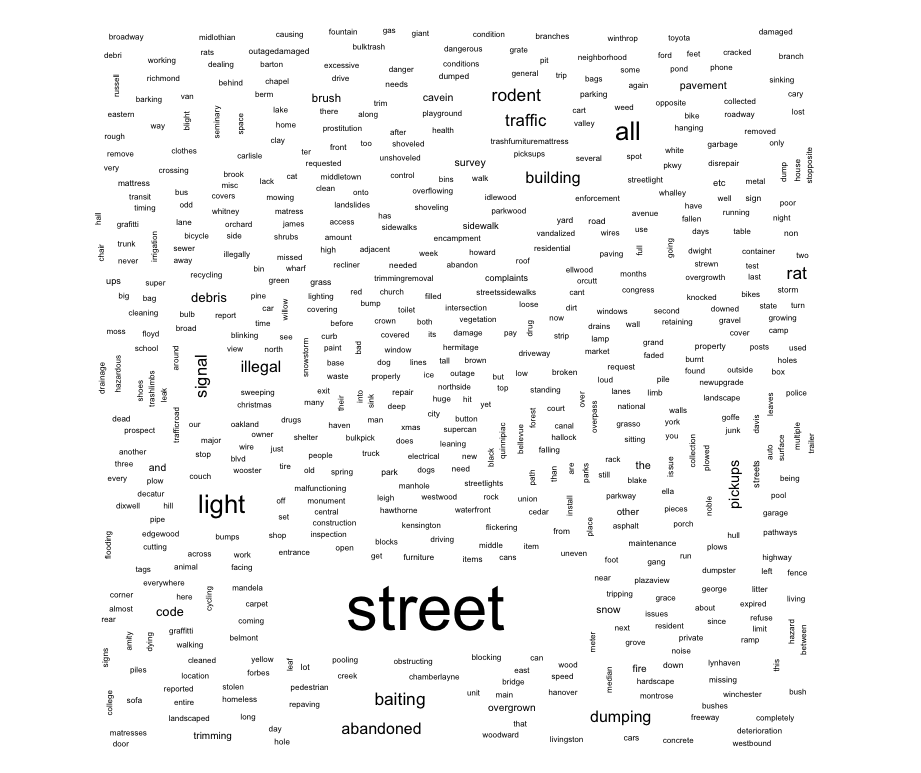 broadway midlothian causing fountain gas giant condition branches winthrop toyota damaged
debri working rats outagedamaged bulktrash dangerous grate neighborhood ford feet cracked branch
dealing barton excessive danger conditions pit some pond phone
russell richmond behind chapel drive needs dumped general trip bags again pavement sinking
barking van berm brush trim cavein rodent parking opposite collected cary
eastern blight seminary space lake there along playground traffic cart weed bike roadway lost
way home prostitution after health valley all hanging removed
rough clay front too shoveled trashfurituremattress garbage only
remove clothes carlisle ter unshoveled pickups several spot white
very crossing requested survey pkwy disrepair dump house stopposite
mattress brook misc lack cat middletown control bins walk building streetlight etc metal
transit bus covers mowing clean onto overflowing idlewood enforcement whalley well sign poor
timing odd whitney matress landslides shoveling parkwood avenue have running night
hall grafitti lane orchard james access has sidewalks sidewalk yard road use fallen
bicycle side shrubs amount encampment vandalized wires days table non
chair trunk irrigation sewer illegally missed high adjacent week howard residential paving full going dwight container two
never away bin wharf recliner needed abandon roof strewn test
ups super recycling green grass trimmingremoval complaints ellwood orcutt months overgrowth last rat
big bag debris pine willow lighting red church filled streetssidewalks cant congress knocked bikes storm
cleaning bulb report car covering bump toilet intersection loose dirt windows second downed state turn
moss floyd broad time before crown both vegetation drug now drains wall retaining gravel growing
blinking see curb covered its damage pay strip lamp cover camp
school around view north snowstorm paint bad window hermitage driveway market grand property posts used
drainage hazardous signal illegal base dog lines tall brown faded burnt holes
shoes trashlimbs leak waste properly ice outage but low broken request found outside box
sweeping exit northside top loud pile newupgrade
christmas many their into sink repair huge hit yet standing over lanes limb landscape leaves police
dead trafficroad our oakland drugs haven man deep city button forest court overpass national walls goffe davis
prospect owner xmas supercan black quinnipiac bellevue canal grasso york junk
another major shelter bulkpick does leaning hallock sitting you collection plowed auto surface multiple trailer
three stop blvd wire just people truck electrical new falling
every and plow couch wooster tire old spring park dogs need path than are parks rack still the blake issue pickups streets being
decatur malfunctioning manhole streetlights ella
dixwell hill light off monument leigh westwood rock union install parkway pieces noble pool
pipe set central hawthorne waterfront cedar other garage
construction place asphalt porch
flooding edgewood bumps shop inspection kensington flickering from hull pathways
cutting across work entrance open blocks driving middle item uneven maintenance plows
get furniture items cans foot gang run highway
tags animal facing dumpster left fence
everywhere near plazaview
corner here cycling mandela street tripping grace george litter living
almost code carpet snow issues about expired
rear coming next resident since refuse
signs amity dying graffiti belmont meter grove private ramp limit hazard between
walking noise
cleaned yellow leaf lot pooling obstructing blocking can wood median fire down lynhaven this
piles location forbes creek chamberlayne east speed hardscape missing
college reported stolen pedestrian bridge hanover montrose winchester bush
sofa entire homeless repaving baiting unit main overgrown bushes
landscaped long that dumping freeway completely
matresses trimming day abandoned woodward deterioration
door hole livingston cars concrete westbound